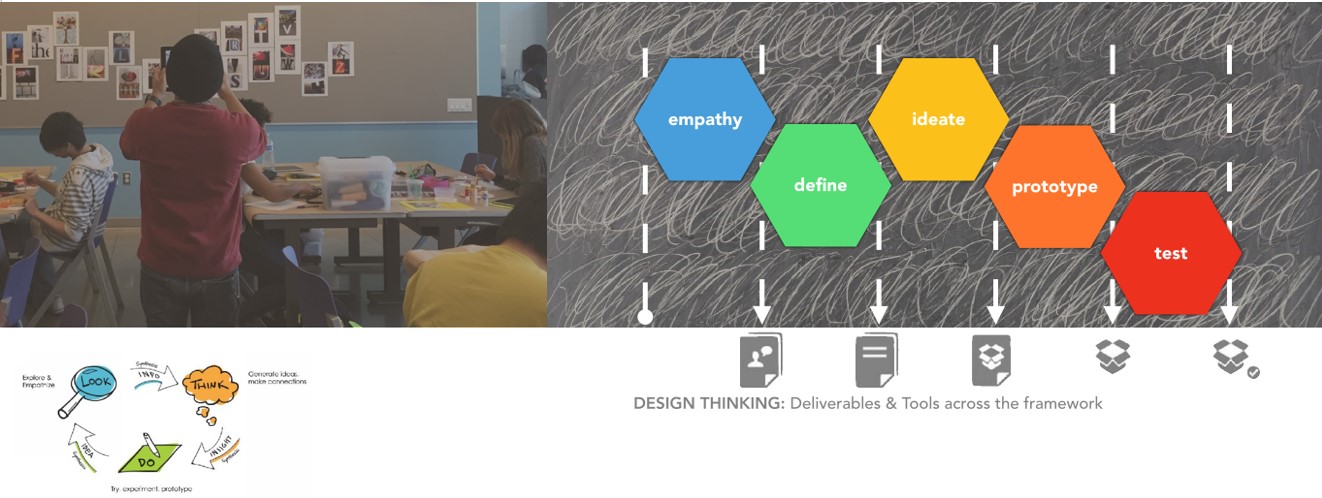 F
the
R
T
V
W
S
Z
empathy
define
ideate
prototype
test
DESIGN THINKING: Deliverables & Tools across the framework
Explore &
Empathize
LOOK
Synthesis
INFO
THINK
Generate ideas,
make connections
INSIGHT
Synthesis
DO
IDEA
Synthesis
Try, experiment, prototype